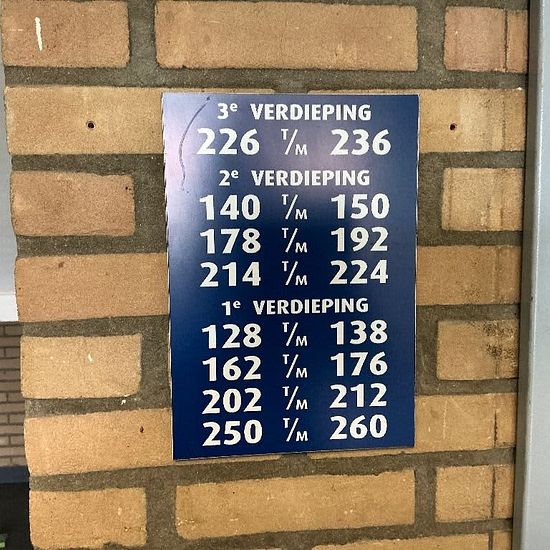 3e VERDIEPING
226 T/M 236
2e VERDIEPING
140 T/M 150
178 T/M 192
214 T/M 224
1e VERDIEPING
128 T/M 138
162 T/M 176
202 T/M 212
250 T/M 260